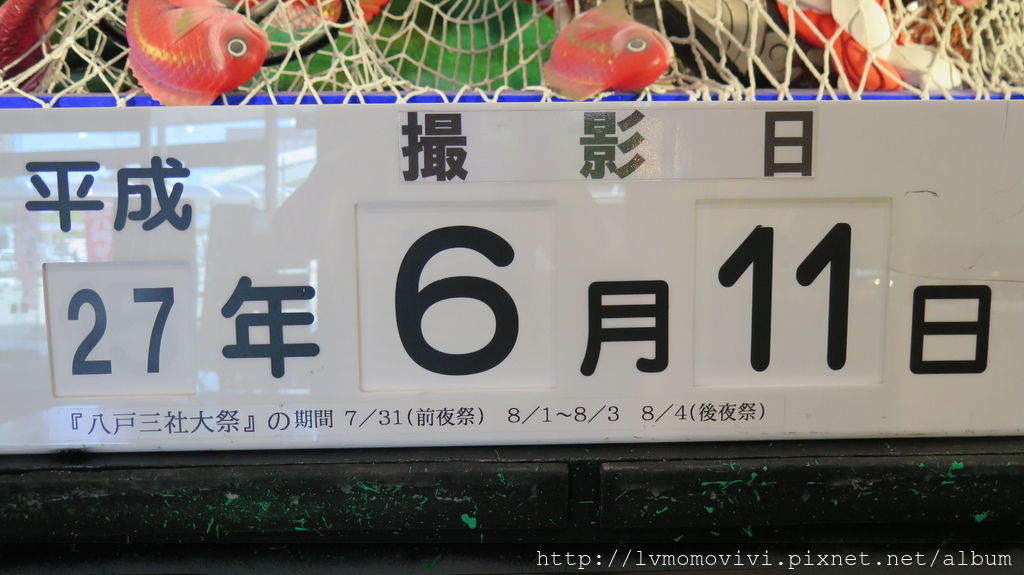 撮影日
平成
27年 6月11日
『八戸三社大祭』の期間 7/31(前夜祭) 8/1~8/3 8/4(後夜祭)
http://lvmomovivi.pixnet.net/album